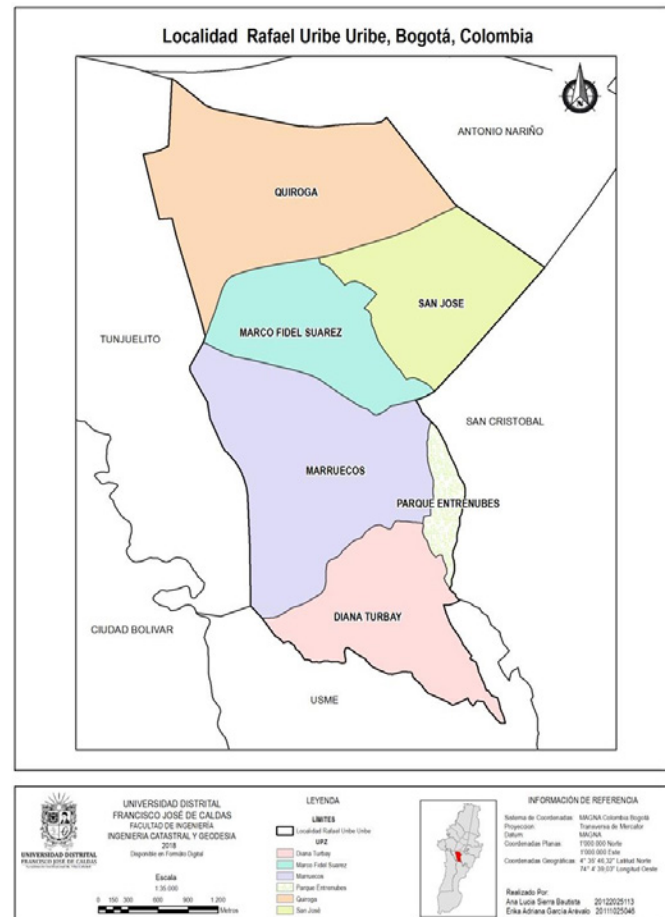 Localidad Rafael Uribe Uribe, Bogotá, Colombia
ANTONIO NARIÑO
QUIROGA
SAN JOSE
MARCO FIDEL SUAREZ
TUNJUELITO
SAN CRISTOBAL
MARRUECOS
PARQUE ENTRENUBES
DIANA TURBAY
CIUDAD BOLIVAR
USME
UNIVERSIDAD DISTRITAL
FRANCISCO JOSÉ DE CALDAS
UNIVERSIDAD DISTRITAL
FRANCISCO JOSÉ DE CALDAS
FACULTAD DE INGENIERÍA
INGENIERIA CATASTRAL Y GEODESIA
2018
Disponible en Formato Digital
Escala
1:35.000
0 150 300 600 900 1.200
Metros
LEYENDA
LÍMITES
Localidad Rafael Uribe Uribe
UPZ
Diana Turbay
Marco Fidel Suarez
Marruecos
Parque Entrenubes
Quiroga
San José
INFORMACIÓN DE REFERENCIA
Sistema de Coordenadas: MAGNA Colombia Bogotá
Proyeccion: Transversa de Mercator
Datum: MAGNA
Coordenadas Planas: 1'000.000 Norte
1'000.000 Este
Coordenadas Geográficas: 4° 35' 46,32" Latitud Norte
74° 4' 39,03" Longitud Oeste
Realizado Por:
Ana Lucia Sierra Bautista 20122025113
Erika Adriana García Arévalo 20111025046